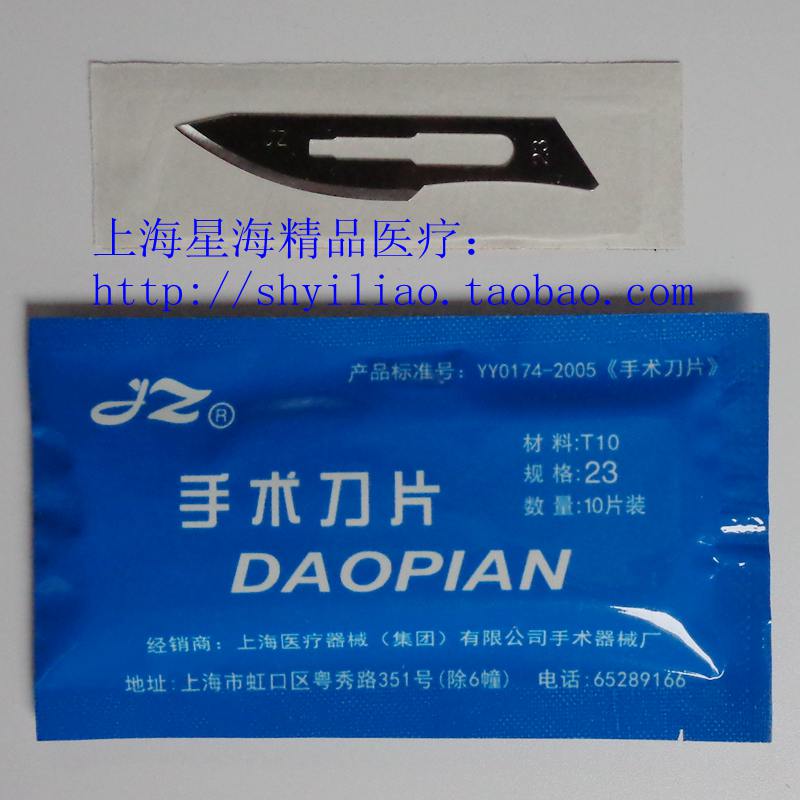 JZ
23
上海星海精品医疗:
http://shyiliao.taobao.com
产品标准号: YY0174-2005《手术刀片》
JZ®
材料:T10
规格:23
数量:10片装
手术刀片
DAOPIAN
经销商: 上海医疗器械(集团)有限公司手术器械厂
地址:上海市虹口区粤秀路351号(除6幢) 电话:65289166